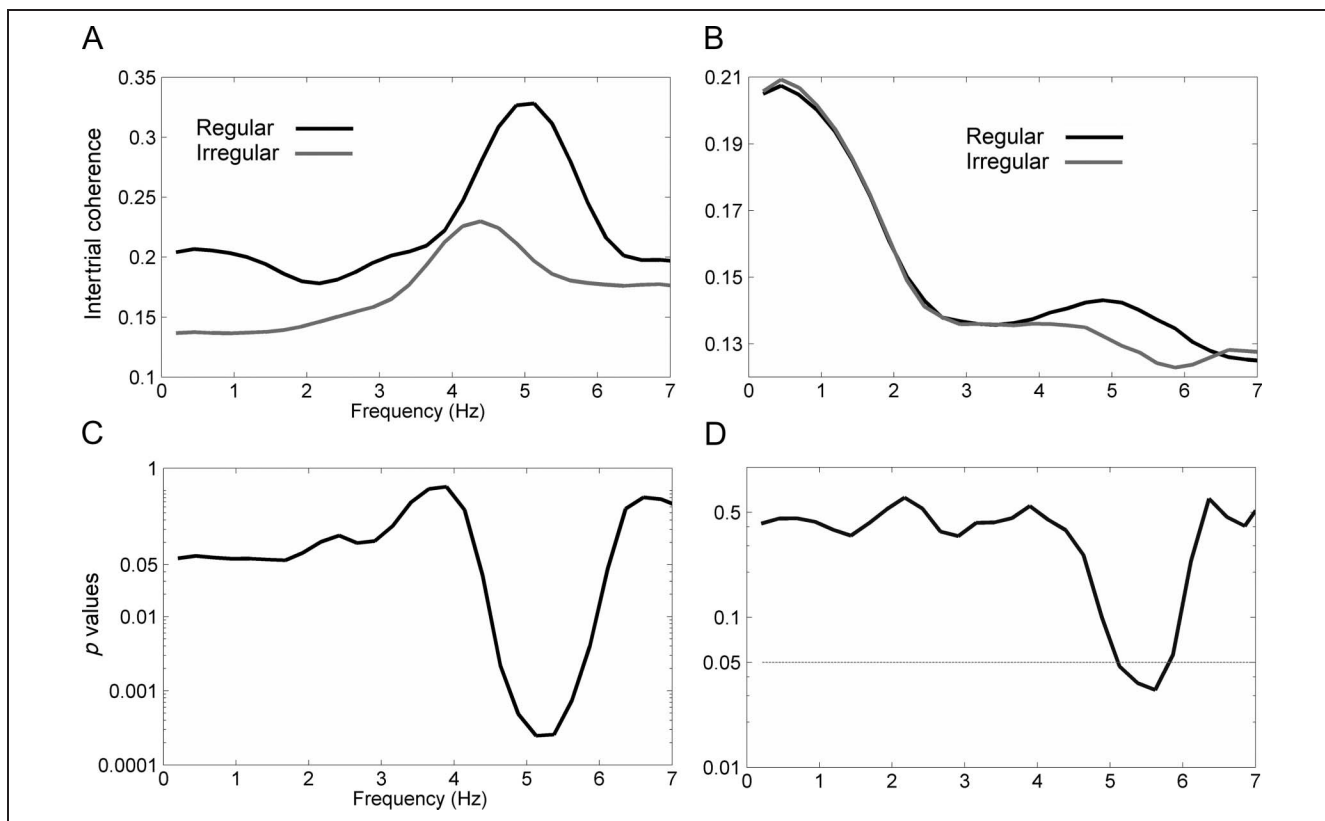 A
Intertrial coherence
0.35
0.3
0.25
0.2
0.15
0.1
Regular
Irregular
0 1 2 3 4 5 6 7
Frequency (Hz)
B
0.21
0.19
0.17
0.15
0.13
Regular
Irregular
0 1 2 3 4 5 6 7
C
p values
1
0.05
0.01
0.001
0.0001
0 1 2 3 4 5 6 7
Frequency (Hz)
D
0.5
0.1
0.05
0.01
0 1 2 3 4 5 6 7